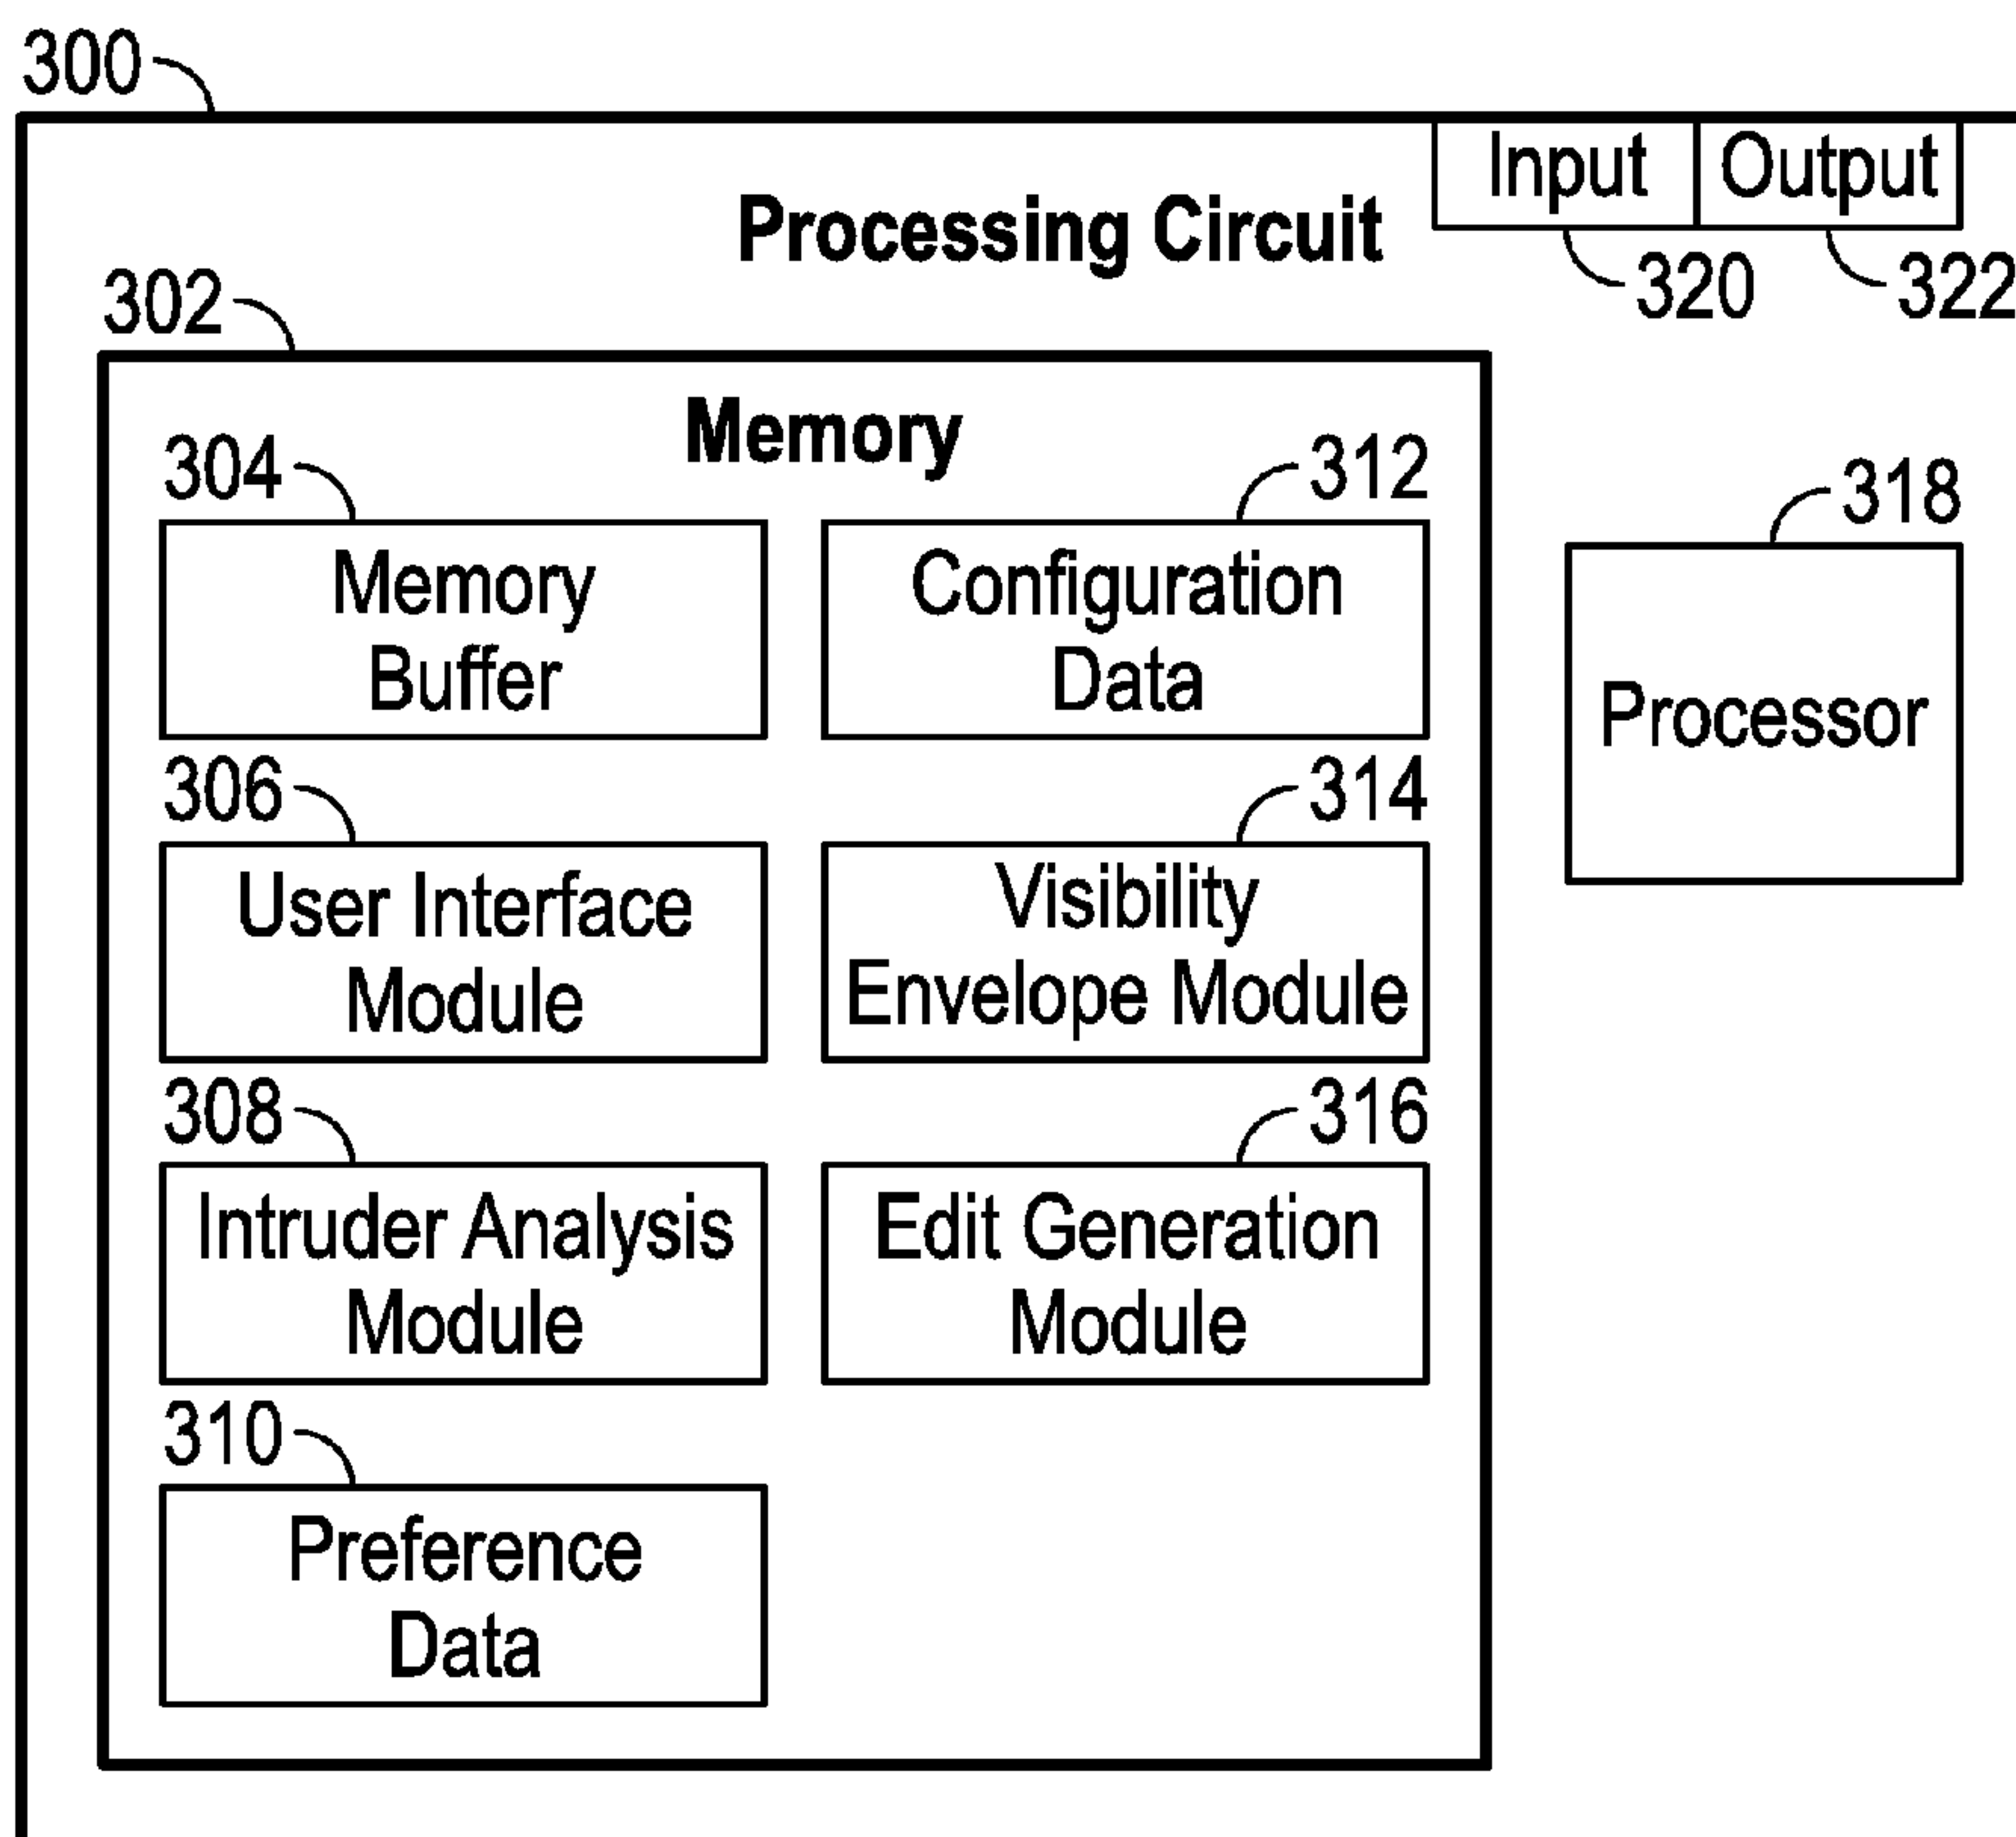 300
Input
Output
Processing Circuit
320
322
302
Memory
304
312
318
Memory
Buffer
Configuration
Data
Processor
306
314
User Interface
Module
Visibility
Envelope Module
308
316
Intruder Analysis
Module
Edit Generation
Module
310
Preference
Data